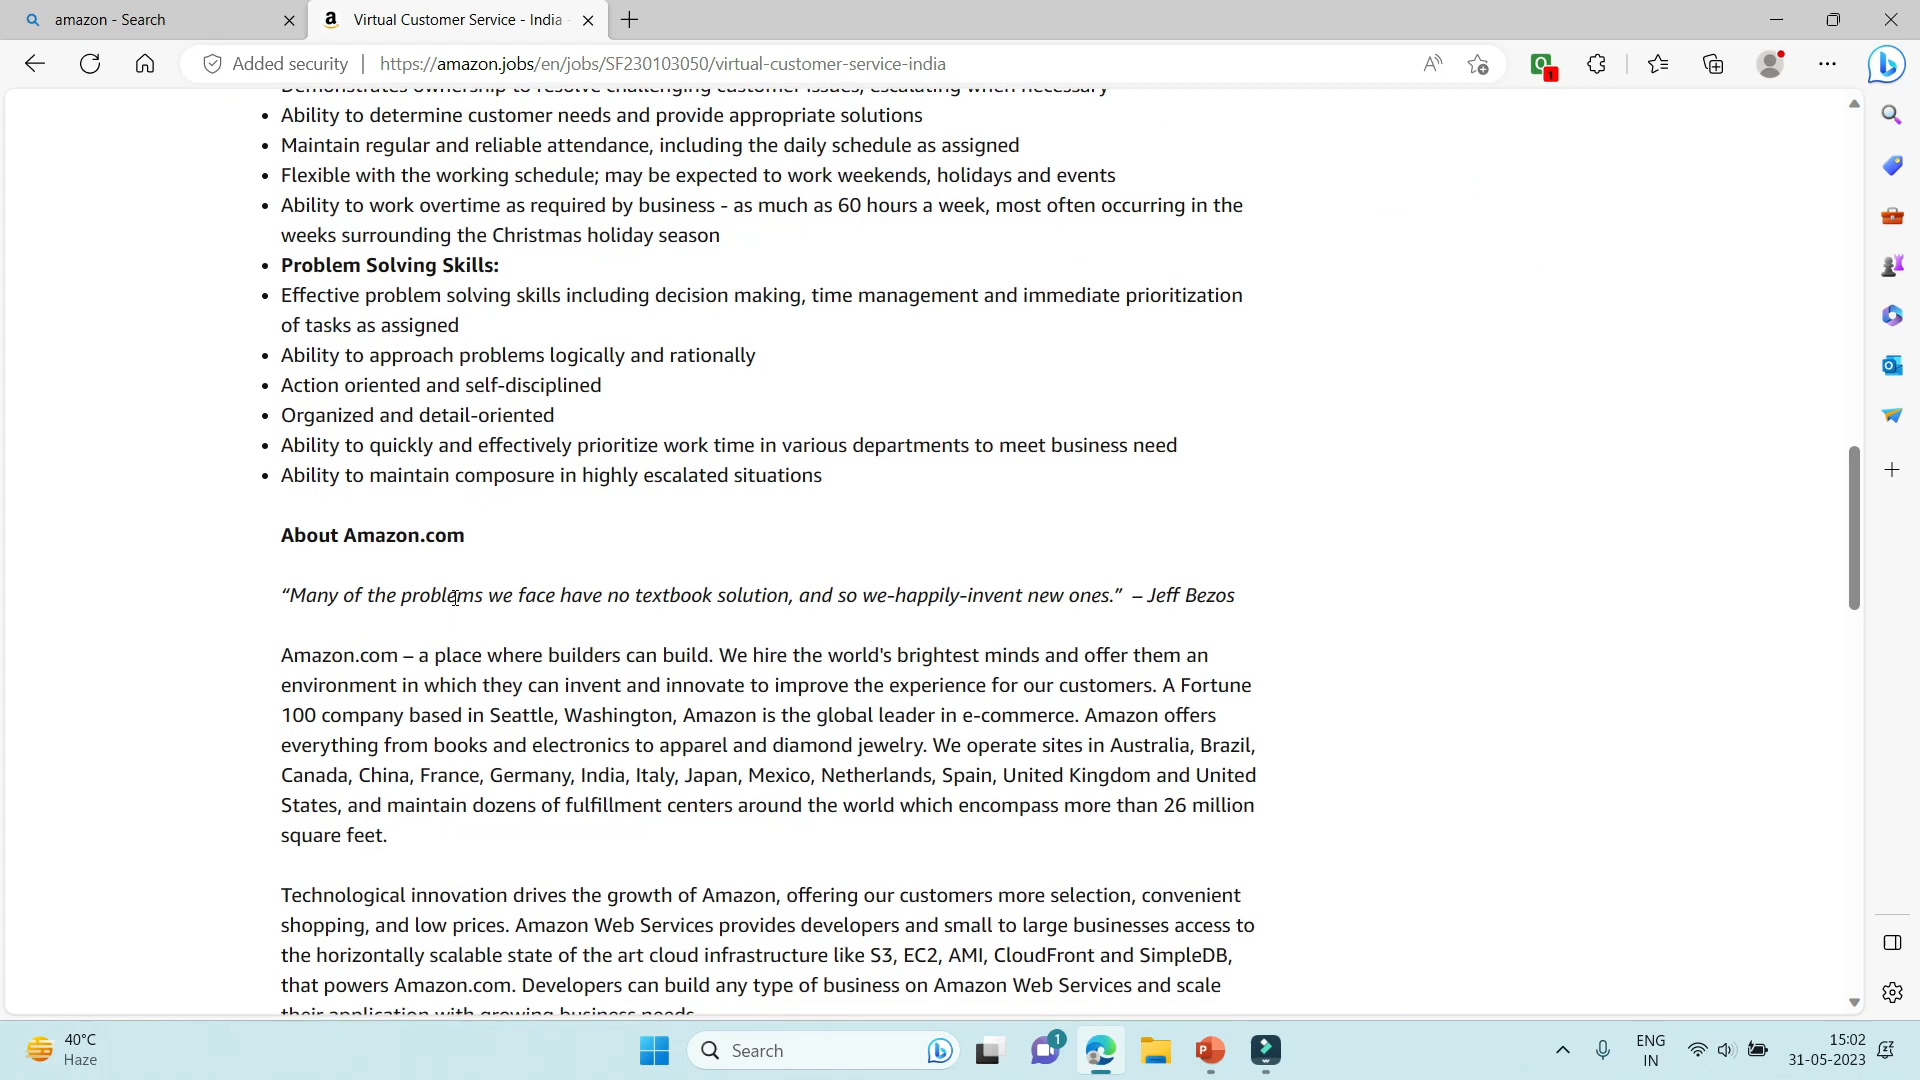 amazon - Search
Virtual Customer Service - India
Added security
https://amazon.jobs/en/jobs/SF230103050/virtual-customer-service-india
Demonstrates ownership to resolve challenging customer issues, escalating when necessary
• Ability to determine customer needs and provide appropriate solutions
• Maintain regular and reliable attendance, including the daily schedule as assigned
• Flexible with the working schedule; may be expected to work weekends, holidays and events
• Ability to work overtime as required by business - as much as 60 hours a week, most often occurring in the
weeks surrounding the Christmas holiday season
• Problem Solving Skills:
• Effective problem solving skills including decision making, time management and immediate prioritization
of tasks as assigned
• Ability to approach problems logically and rationally
• Action oriented and self-disciplined
• Organized and detail-oriented
• Ability to quickly and effectively prioritize work time in various departments to meet business need
• Ability to maintain composure in highly escalated situations
About Amazon.com
“Many of the problems we face have no textbook solution, and so we-happily-invent new ones.” – Jeff Bezos
Amazon.com – a place where builders can build. We hire the world's brightest minds and offer them an
environment in which they can invent and innovate to improve the experience for our customers. A Fortune
100 company based in Seattle, Washington, Amazon is the global leader in e-commerce. Amazon offers
everything from books and electronics to apparel and diamond jewelry. We operate sites in Australia, Brazil,
Canada, China, France, Germany, India, Italy, Japan, Mexico, Netherlands, Spain, United Kingdom and United
States, and maintain dozens of fulfillment centers around the world which encompass more than 26 million
square feet.
Technological innovation drives the growth of Amazon, offering our customers more selection, convenient
shopping, and low prices. Amazon Web Services provides developers and small to large businesses access to
the horizontally scalable state of the art cloud infrastructure like S3, EC2, AMI, CloudFront and SimpleDB,
that powers Amazon.com. Developers can build any type of business on Amazon Web Services and scale
their application with growing business needs.
40°C
Haze
Search
1
ENG
IN
15:02
31-05-2023